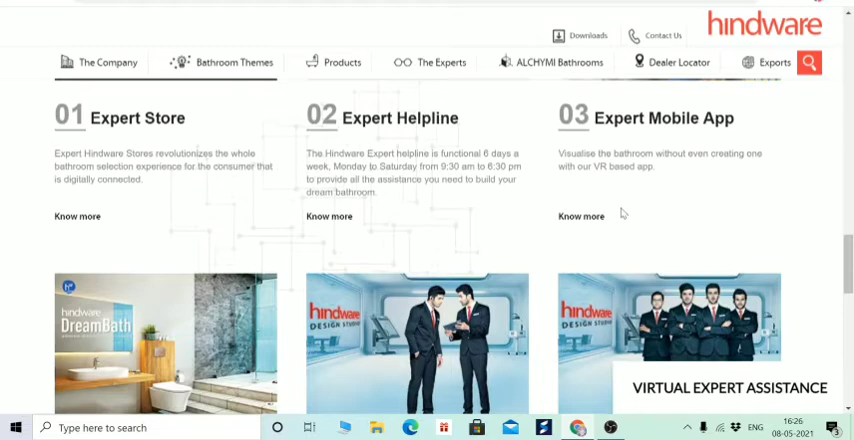 hindware
Downloads
Contact Us
The Company
Bathroom Themes
Products
The Experts
ALCHYMI Bathrooms
Dealer Locator
Exports
01 Expert Store
Expert Hindware Stores revolutionizes the whole
bathroom selection experience for the consumer that
is digitally connected.
Know more
02 Expert Helpline
The Hindware Expert helpline is functional 6 days a
week, Monday to Saturday from 9:30 am to 6:30 pm
to provide all the assistance you need to build your
dream bathroom.
Know more
03 Expert Mobile App
Visualise the bathroom without even creating one
with our VR based app.
Know more
hindware
DreamBath
hindware
DESIGN STUDIO
hindware
DESIGN STUDIO
VIRTUAL EXPERT ASSISTANCE
Type here to search
ENG
16:26
08-05-2021
3